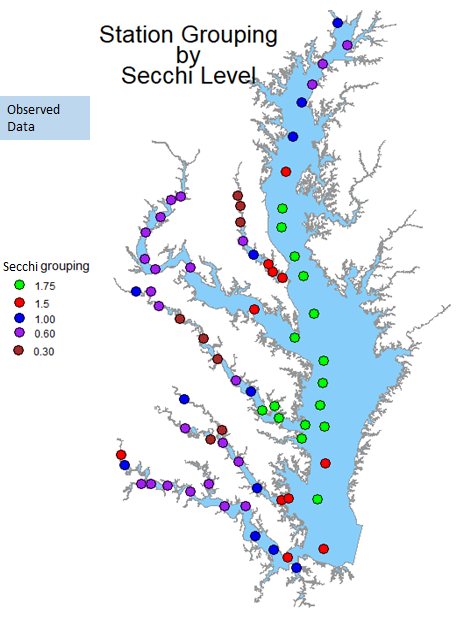 Station Grouping
by
Secchi Level
Observed
Data
Secchi grouping
1.75
1.5
1.00
0.60
0.30